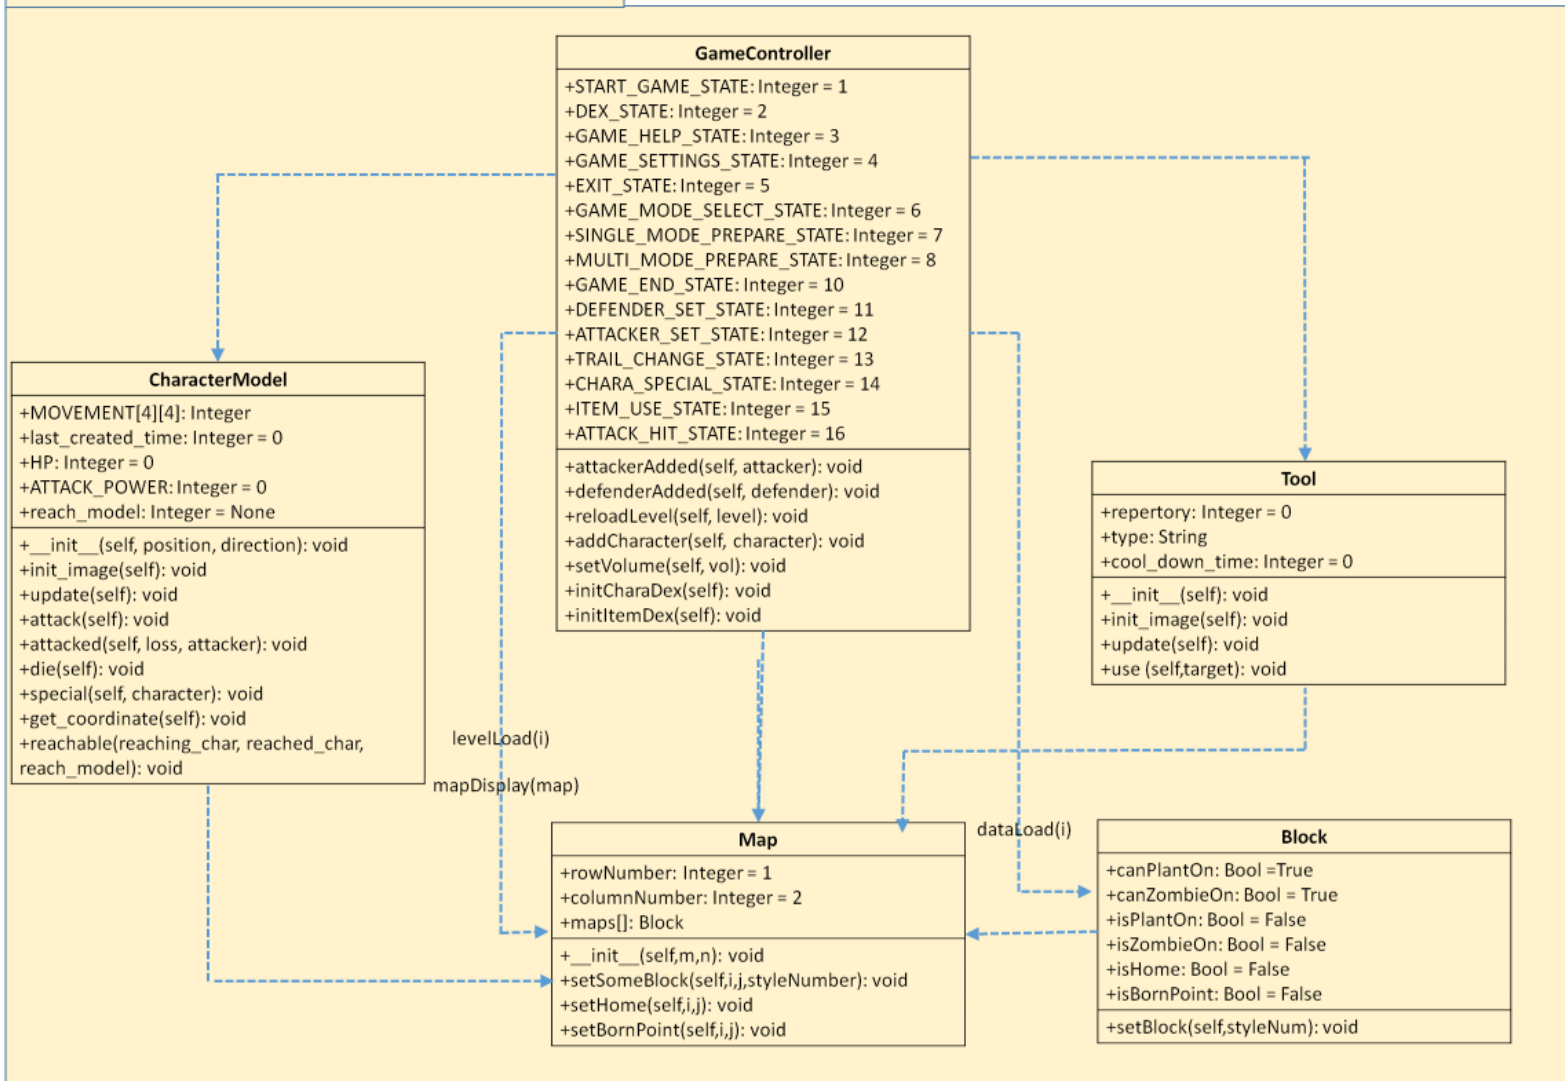 GameController
+START_GAME_STATE: Integer = 1
+DEX_STATE: Integer = 2
+GAME_HELP_STATE: Integer = 3
+GAME_SETTINGS_STATE: Integer = 4
+EXIT_STATE: Integer = 5
+GAME_MODE_SELECT_STATE: Integer = 6
+SINGLE_MODE_PREPARE_STATE: Integer = 7
+MULTI_MODE_PREPARE_STATE: Integer = 8
+GAME_END_STATE: Integer = 10
+DEFENDER_SET_STATE: Integer = 11
+ATTACKER_SET_STATE: Integer = 12
+TRAIL_CHANGE_STATE: Integer = 13
+CHARA_SPECIAL_STATE: Integer = 14
+ITEM_USE_STATE: Integer = 15
+ATTACK_HIT_STATE: Integer = 16
+attackerAdded(self, attacker): void
+defenderAdded(self, defender): void
+reloadLevel(self, level): void
+addCharacter(self, character): void
+setVolume(self, vol): void
+initCharaDex(self): void
+initItemDex(self): void
CharacterModel
+MOVEMENT[4][4]: Integer
+last_created_time: Integer = 0
+HP: Integer = 0
+ATTACK_POWER: Integer = 0
+reach_model: Integer = None
+__init__(self, position, direction): void
+init_image(self): void
+update(self): void
+attack(self): void
+attacked(self, loss, attacker): void
+die(self): void
+special(self, character): void
+get_coordinate(self): void
+reachable(reaching_char, reached_char,
reach_model): void
Tool
+repertory: Integer = 0
+type: String
+cool_down_time: Integer = 0
+__init__(self): void
+init_image(self): void
+update(self): void
+use (self,target): void
levelLoad(i)
mapDisplay(map)
dataLoad(i)
Map
+rowNumber: Integer = 1
+columnNumber: Integer = 2
+maps[]: Block
+__init__(self,m,n): void
+setSomeBlock(self,i,j,styleNumber): void
+setHome(self,i,j): void
+setBornPoint(self,i,j): void
Block
+canPlantOn: Bool =True
+canZombieOn: Bool = True
+isPlantOn: Bool = False
+isZombieOn: Bool = False
+isHome: Bool = False
+isBornPoint: Bool = False
+setBlock(self,styleNum): void